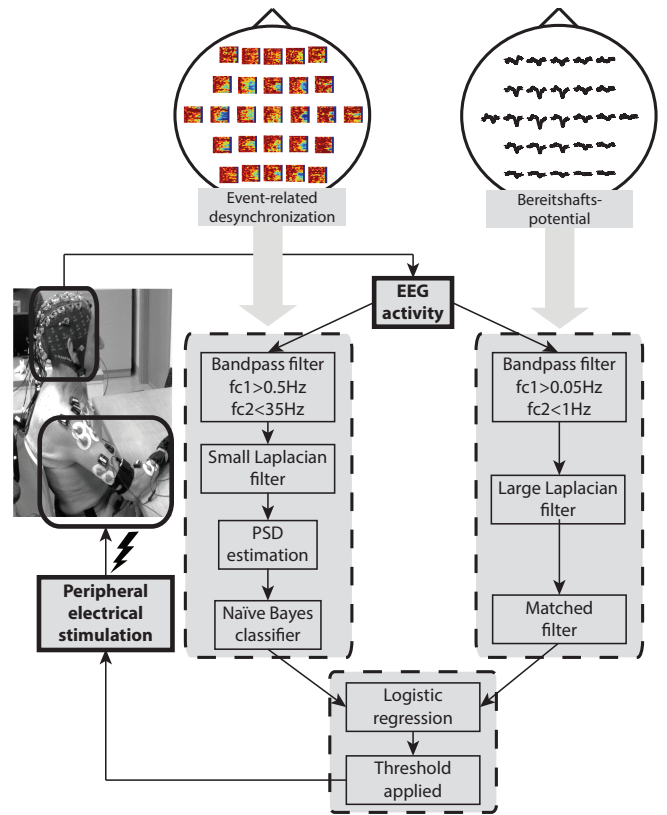 Event-related
desynchronization
Bereitshafts-
potential
EEG
activity
Bandpass filter
fc1>0.5Hz
fc2<35Hz
Small Laplacian
filter
PSD
estimation
Naïve Bayes
classifier
Bandpass filter
fc1>0.05Hz
fc2<1Hz
Large Laplacian
filter
Matched
filter
Peripheral
electrical
stimulation
Logistic
regression
Threshold
applied